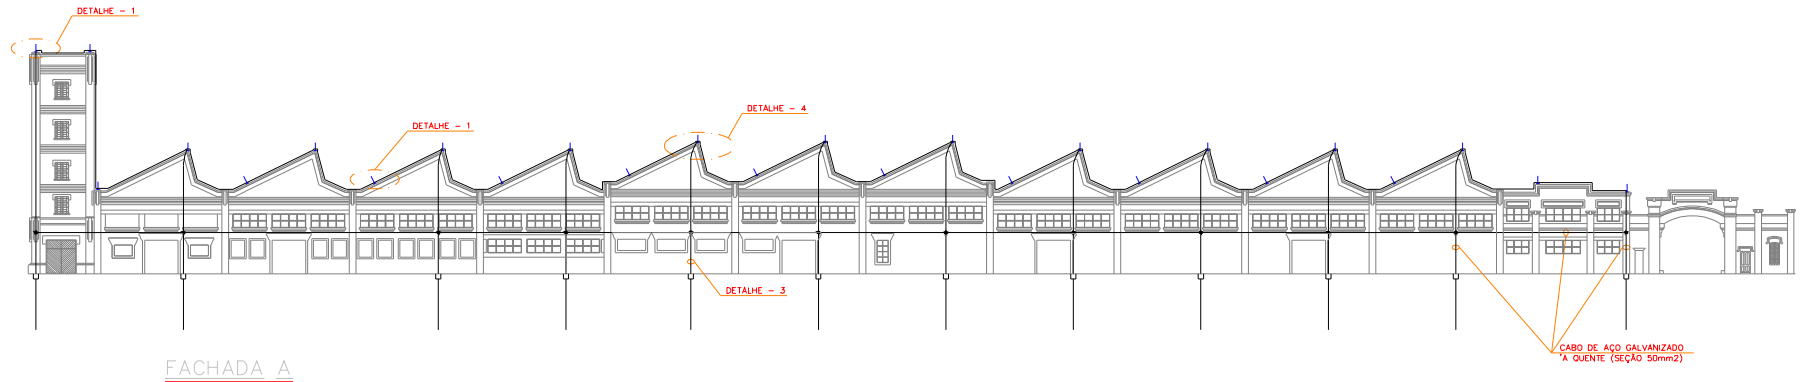 DETALHE - 1
DETALHE - 4
DETALHE - 1
DETALHE - 3
CABO DE AÇO GALVANIZADO
'A QUENTE (SEÇÃO 50mm2)
FACHADA A